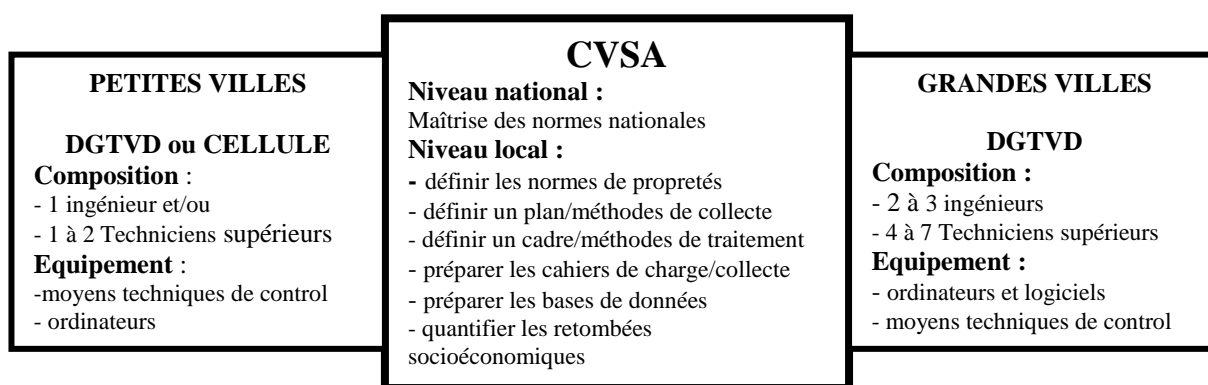 PETITES VILLES
DGTVD ou CELLULE
Composition :
- 1 ingénieur et/ou
- 1 à 2 Techniciens supérieurs
Equipement :
-moyens techniques de control
- ordinateurs
CVSA
Niveau national :
Maîtrise des normes nationales
Niveau local :
- définir les normes de propretés
- définir un plan/méthodes de collecte
- définir un cadre/méthodes de traitement
- préparer les cahiers de charge/collecte
- préparer les bases de données
- quantifier les retombées
socioéconomiques
GRANDES VILLES
DGTVD
Composition :
- 2 à 3 ingénieurs
- 4 à 7 Techniciens supérieurs
Equipement :
- ordinateurs et logiciels
- moyens techniques de control